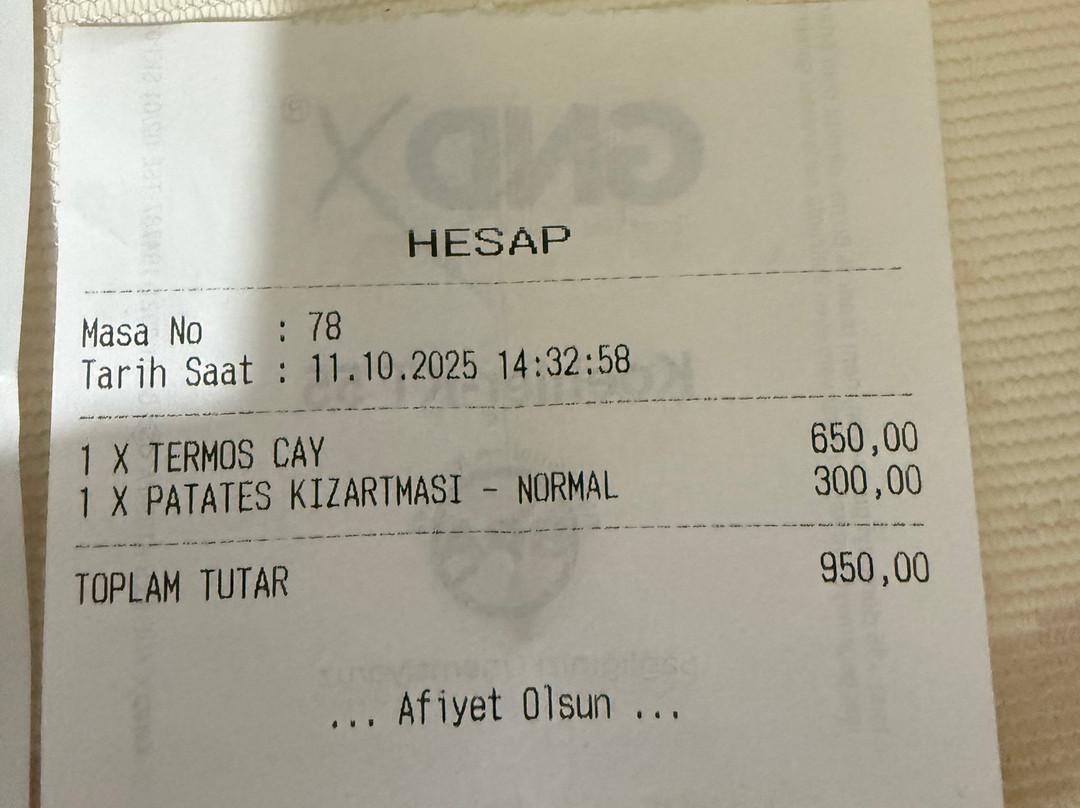 HESAP
Masa No : 78
Tarih Saat : 11.10.2025 14:32:58
1 X TERMOS CAY 650,00
1 X PATATES KIZARTMASI - NORMAL 300,00
TOPLAM TUTAR 950,00
... Afiyet Olsun ...
GNDX